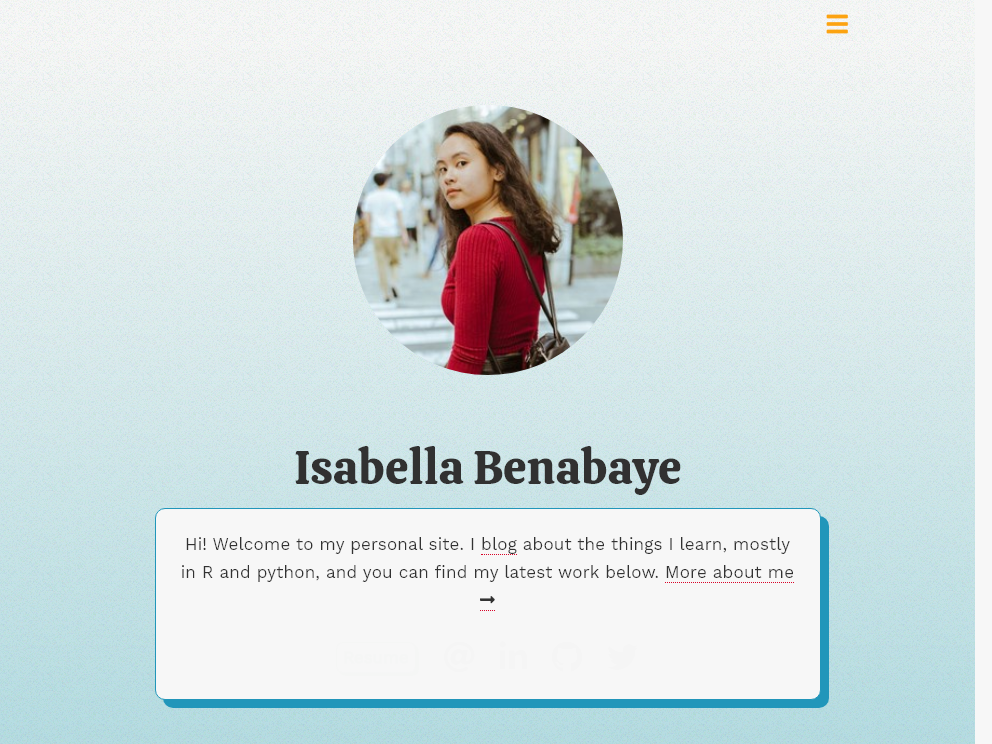 Isabella Benabaye
Hi! Welcome to my personal site. I blog about the things I learn, mostly
in R and python, and you can find my latest work below. More about me
→